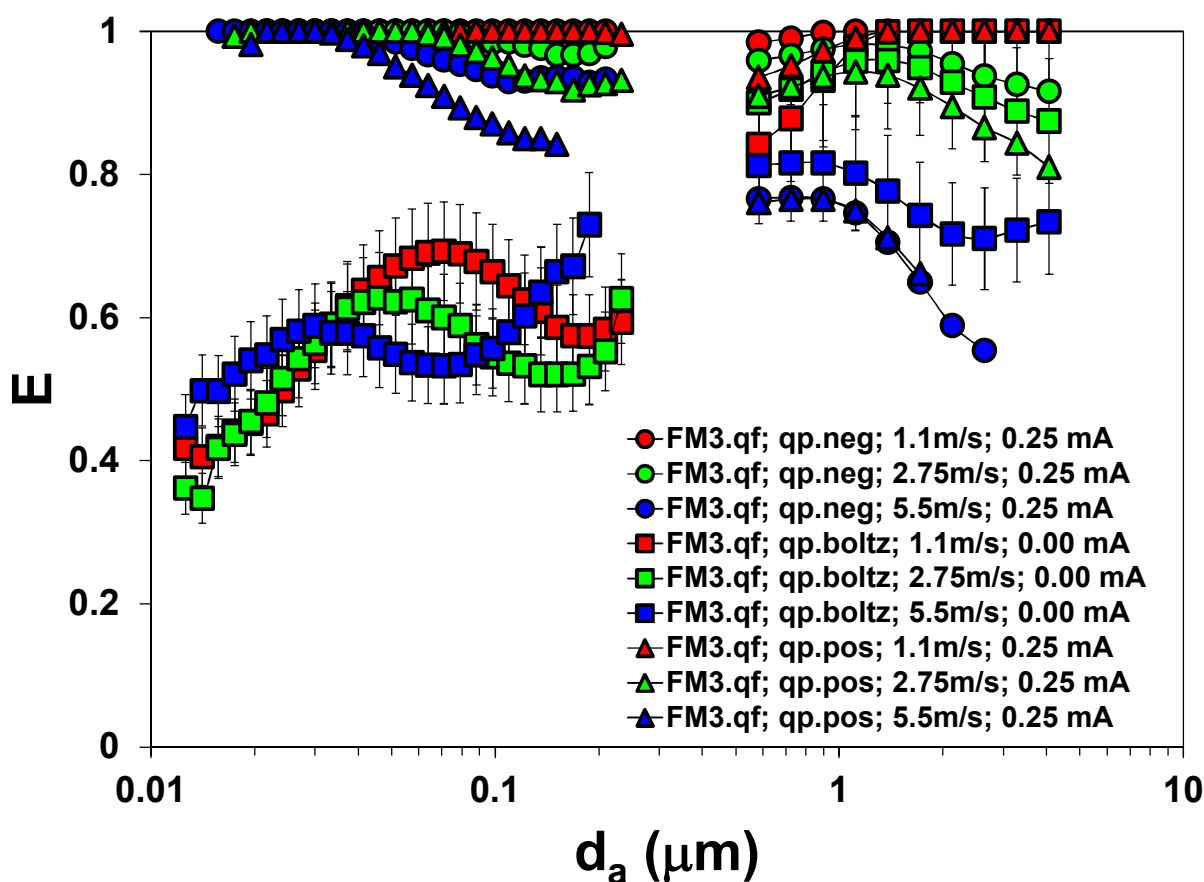 1
0.8
0.6
0.4
0.2
0
E
FM3.qf; qp.neg; 1.1m/s; 0.25 mA
FM3.qf; qp.neg; 2.75m/s; 0.25 mA
FM3.qf; qp.neg; 5.5m/s; 0.25 mA
FM3.qf; qp.boltz; 1.1m/s; 0.00 mA
FM3.qf; qp.boltz; 2.75m/s; 0.00 mA
FM3.qf; qp.boltz; 5.5m/s; 0.00 mA
FM3.qf; qp.pos; 1.1m/s; 0.25 mA
FM3.qf; qp.pos; 2.75m/s; 0.25 mA
FM3.qf; qp.pos; 5.5m/s; 0.25 mA
0.01 0.1 1 10
dₐ (μm)